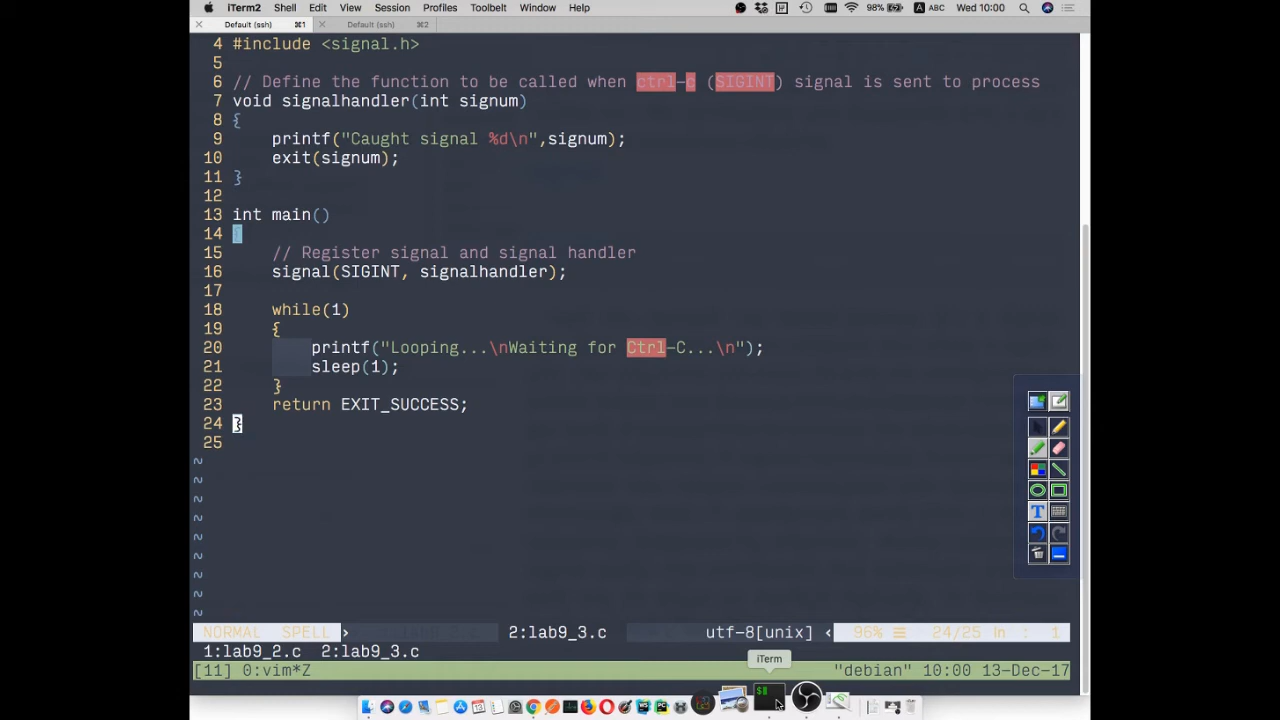 iTerm2 Shell Edit View Session Profiles Toolbelt Window Help 98% A ABC Wed 10:00
Default (ssh) ⌘1 Default (ssh) ⌘2
4 #include <signal.h>
5
6 // Define the function to be called when ctrl-c (SIGINT) signal is sent to process
7 void signalhandler(int signum)
8 {
9 printf("Caught signal %d\n",signum);
10 exit(signum);
11 }
12
13 int main()
14 {
15 // Register signal and signal handler
16 signal(SIGINT, signalhandler);
17
18 while(1)
19 {
20 printf("Looping...\nWaiting for Ctrl-C...\n");
21 sleep(1);
22 }
23 return EXIT_SUCCESS;
24 }
25
~
~
~
~
~
~
~
~
~
NORMAL SPELL 2:lab9_3.c utf-8[unix] 96% ☰ 24/25 ln : 1
1:lab9_2.c 2:lab9_3.c
iTerm
[11] 0:vim*Z "debian" 10:00 13-Dec-17